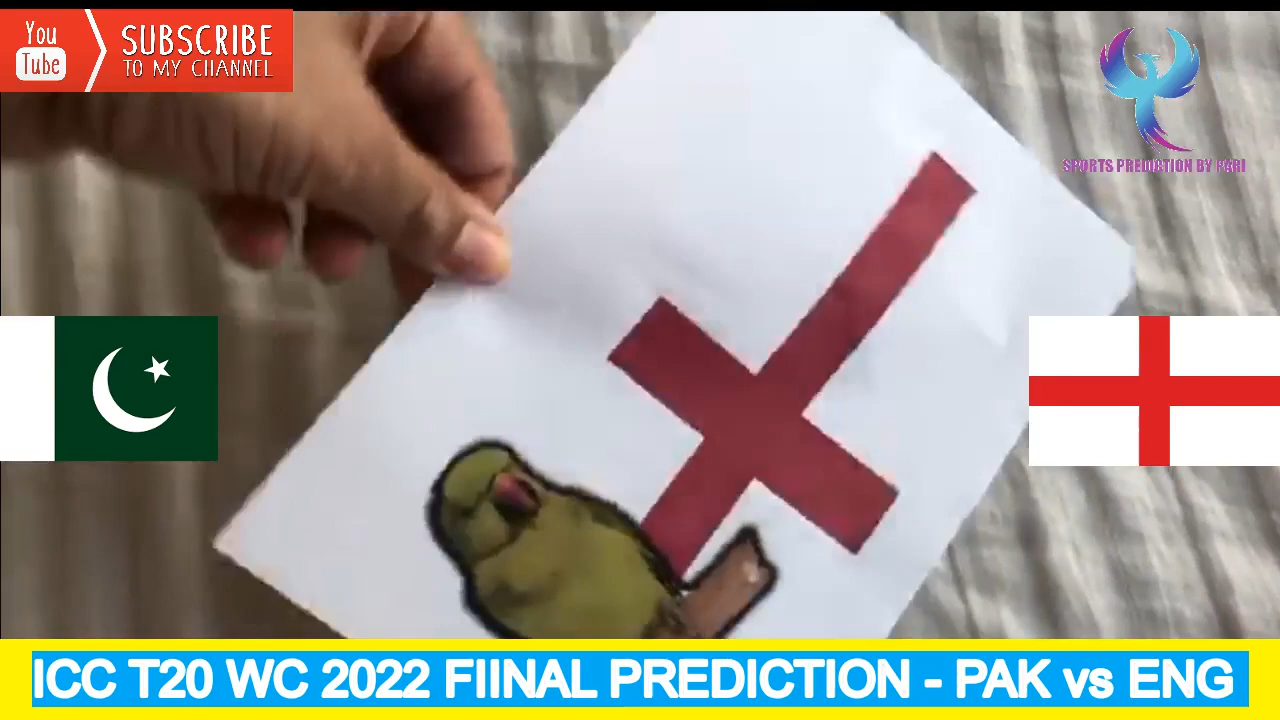 You
Tube
SUBSCRIBE
TO MY CHANNEL
SPORTS PREDICTION BY PARI
ICC T20 WC 2022 FIINAL PREDICTION - PAK vs ENG